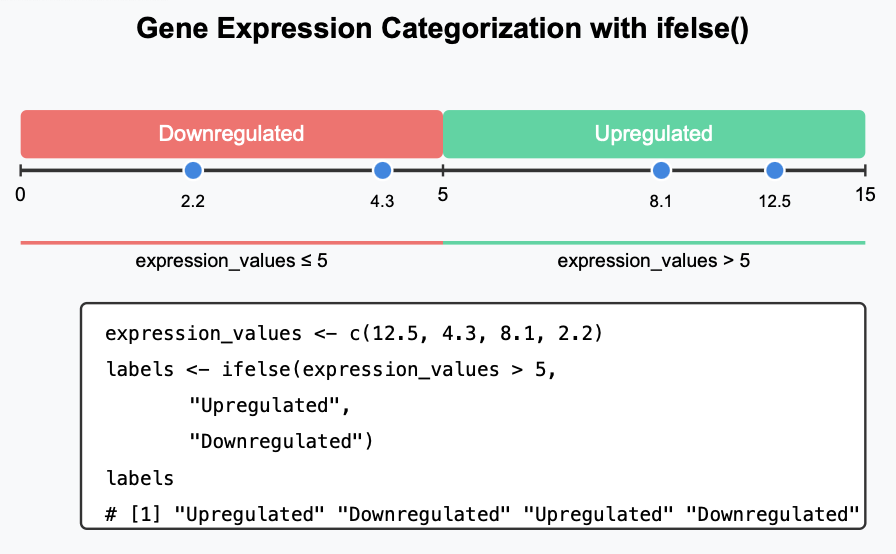 Gene Expression Categorization with ifelse()
Downregulated Upregulated
0 2.2 4.3 5 8.1 12.5 15
expression_values ≤ 5 expression_values > 5
expression_values <- c(12.5, 4.3, 8.1, 2.2)
labels <- ifelse(expression_values > 5,
"Upregulated",
"Downregulated")
labels
# [1] "Upregulated" "Downregulated" "Upregulated" "Downregulated"